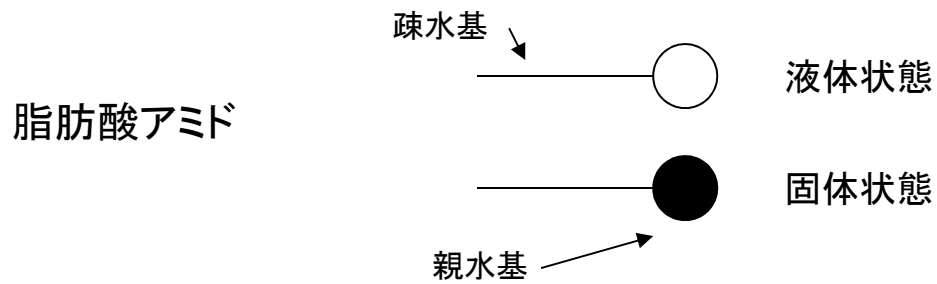 疎水基
液体状態
脂肪酸アミド
固体状態
親水基